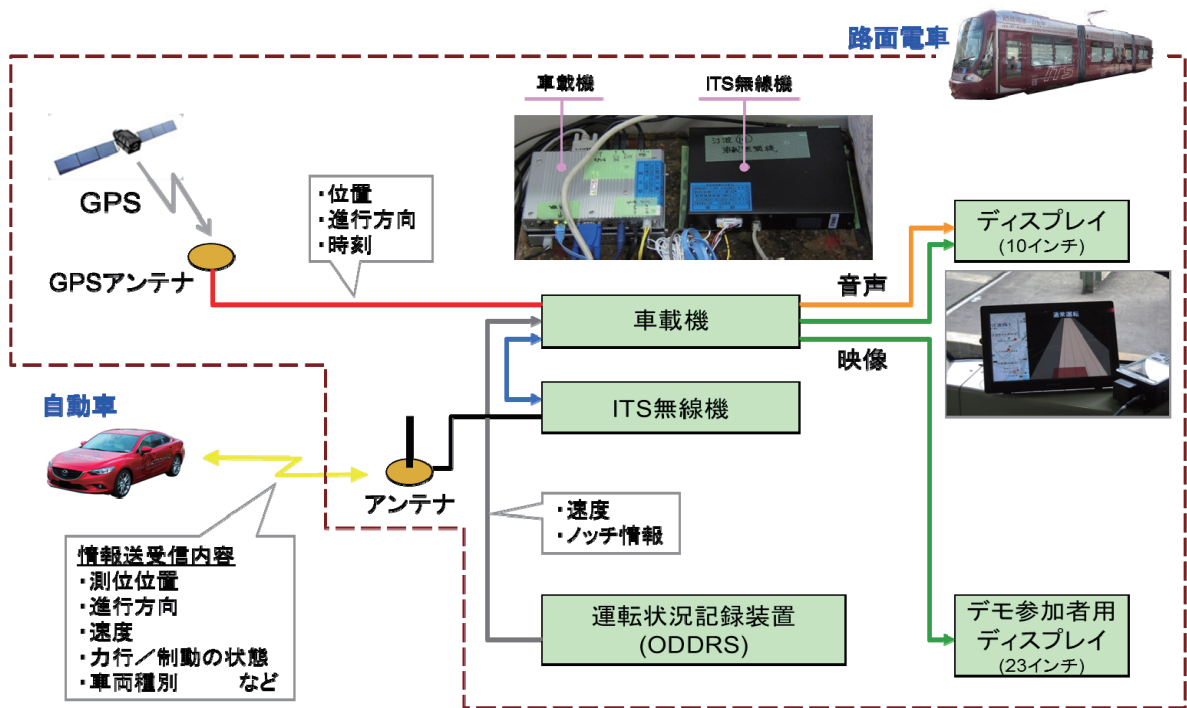 路面電車
車載機
ITS無線機
GPS
・位置
・進行方向
・時刻
GPSアンテナ
ディスプレイ
(10インチ)
音声
車載機
映像
通常運転
自動車
ITS無線機
アンテナ
・速度
・ノッチ情報
情報送受信内容
・測位位置
・進行方向
・速度
・力行／制動の状態
・車両種別　　など
運転状況記録装置
(ODDRS)
デモ参加者用
ディスプレイ
(23インチ)
ITS